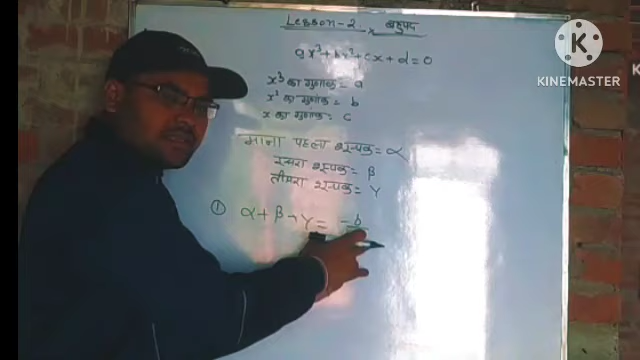 Lesson-2. बहुपद
ax³+bx²+cx+d=0
x³ का गुणांक = a
x² का गुणांक = b
x का गुणांक = c
माना पहला शून्यक = α
दूसरा शून्यक = β
तीसरा शून्यक = γ
① α+β+γ = -b
K
KINEMASTER